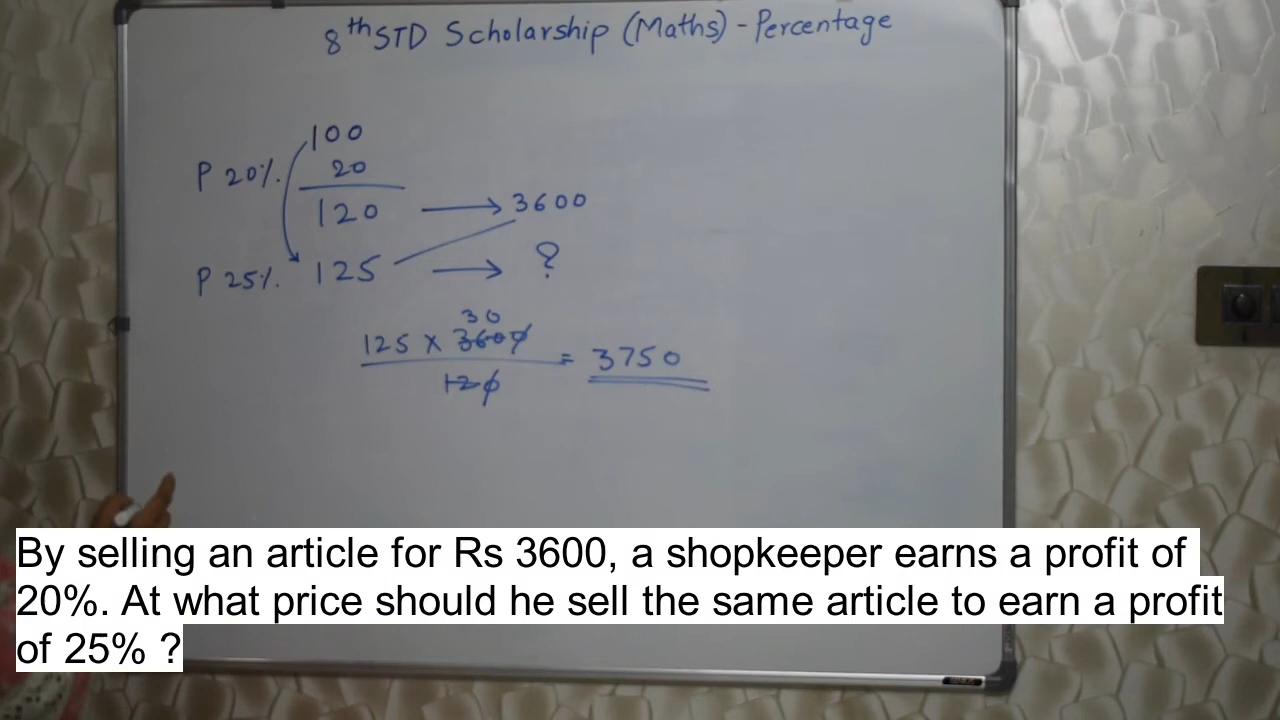 8th STD Scholarship (Maths) - Percentage
100
P 20%. 20
120 → 3600
P 25%. 125 → ?
30
125 × 3600 = 3750
120
By selling an article for Rs 3600, a shopkeeper earns a profit of
20%. At what price should he sell the same article to earn a profit
of 25% ?